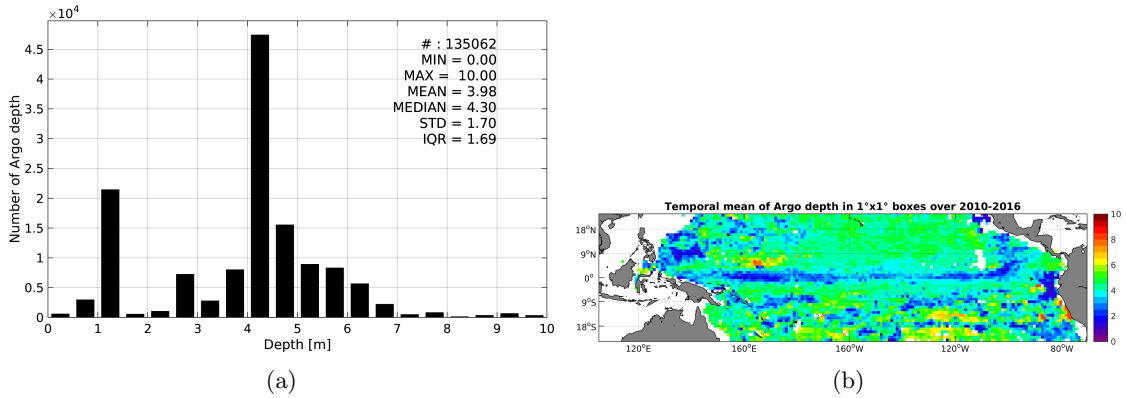 ×10⁴
4.5
4
3.5
3
2.5
2
1.5
1
0.5
0
Number of Argo depth
# : 135062
MIN = 0.00
MAX = 10.00
MEAN = 3.98
MEDIAN = 4.30
STD = 1.70
IQR = 1.69
0 1 2 3 4 5 6 7 8 9 10
Depth [m]
(a)
Temporal mean of Argo depth in 1°x1° boxes over 2010-2016
18°N
9°N
0°
9°S
18°S
120°E 160°E 160°W 120°W 80°W
10
8
6
4
2
0
(b)